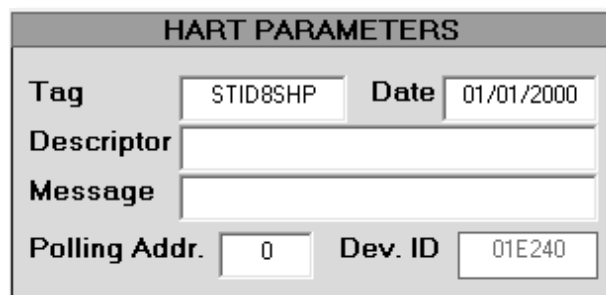 HART PARAMETERS
Tag STID8SHP Date 01/01/2000
Descriptor
Message
Polling Addr. 0 Dev. ID 01E240